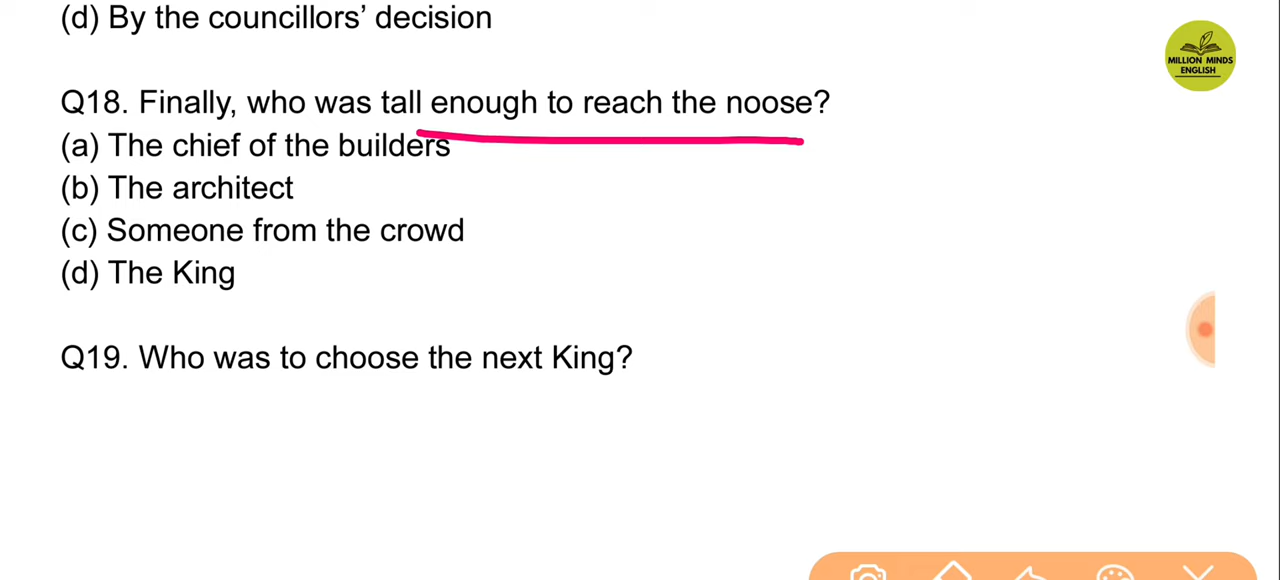 (d) By the councillors’ decision
MILLION MINDS
ENGLISH
Q18. Finally, who was tall enough to reach the noose?
(a) The chief of the builders
(b) The architect
(c) Someone from the crowd
(d) The King
Q19. Who was to choose the next King?